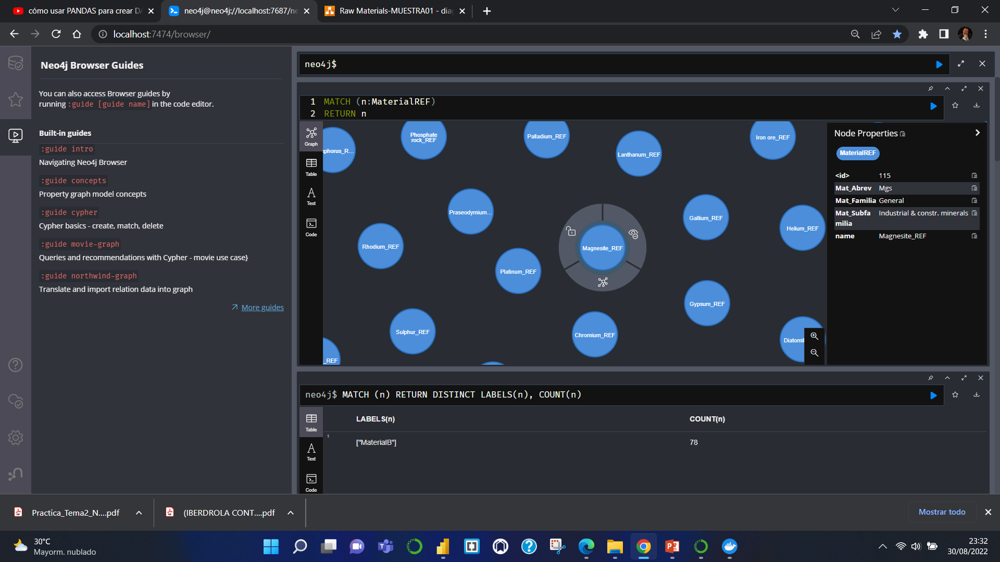 cómo usar PANDAS para crear DA
neo4j@neo4j://localhost:7687/ne
Raw Materials-MUESTRA01 - diag
localhost:7474/browser/
Neo4j Browser Guides
You can also access Browser guides by
running :guide [guide name] in the code editor.
Built-in guides
:guide intro
Navigating Neo4j Browser
:guide concepts
Property graph model concepts
:guide cypher
Cypher basics - create, match, delete
:guide movie-graph
Queries and recommendations with Cypher - movie use case}
:guide northwind-graph
Translate and import relation data into graph
More guides
neo4j$
1 MATCH (n:MaterialREF)
2 RETURN n
Graph
Table
Text
Code
Phosphate
rock_REF
Palladium_REF
Iron ore_REF
sphorus_R...
Lanthanum_REF
Praseodymium...
Gallium_REF
Helium_REF
Rhodium_REF
Magnesite_REF
Platinum_REF
Gypsum_REF
Sulphur_REF
Chromium_REF
Diatomi
_REF
Node Properties
MaterialREF
<id> 115
Mat_Abrev Mgs
Mat_Familia General
Mat_Subfa Industrial & constr. minerals
milia
name Magnesite_REF
neo4j$ MATCH (n) RETURN DISTINCT LABELS(n), COUNT(n)
Table
Text
Code
LABELS(n) COUNT(n)
1
["MaterialB"] 78
Practica_Tema2_N....pdf
(IBERDROLA CONT....pdf
Mostrar todo
30°C
Mayorm. nublado
23:32
30/08/2022